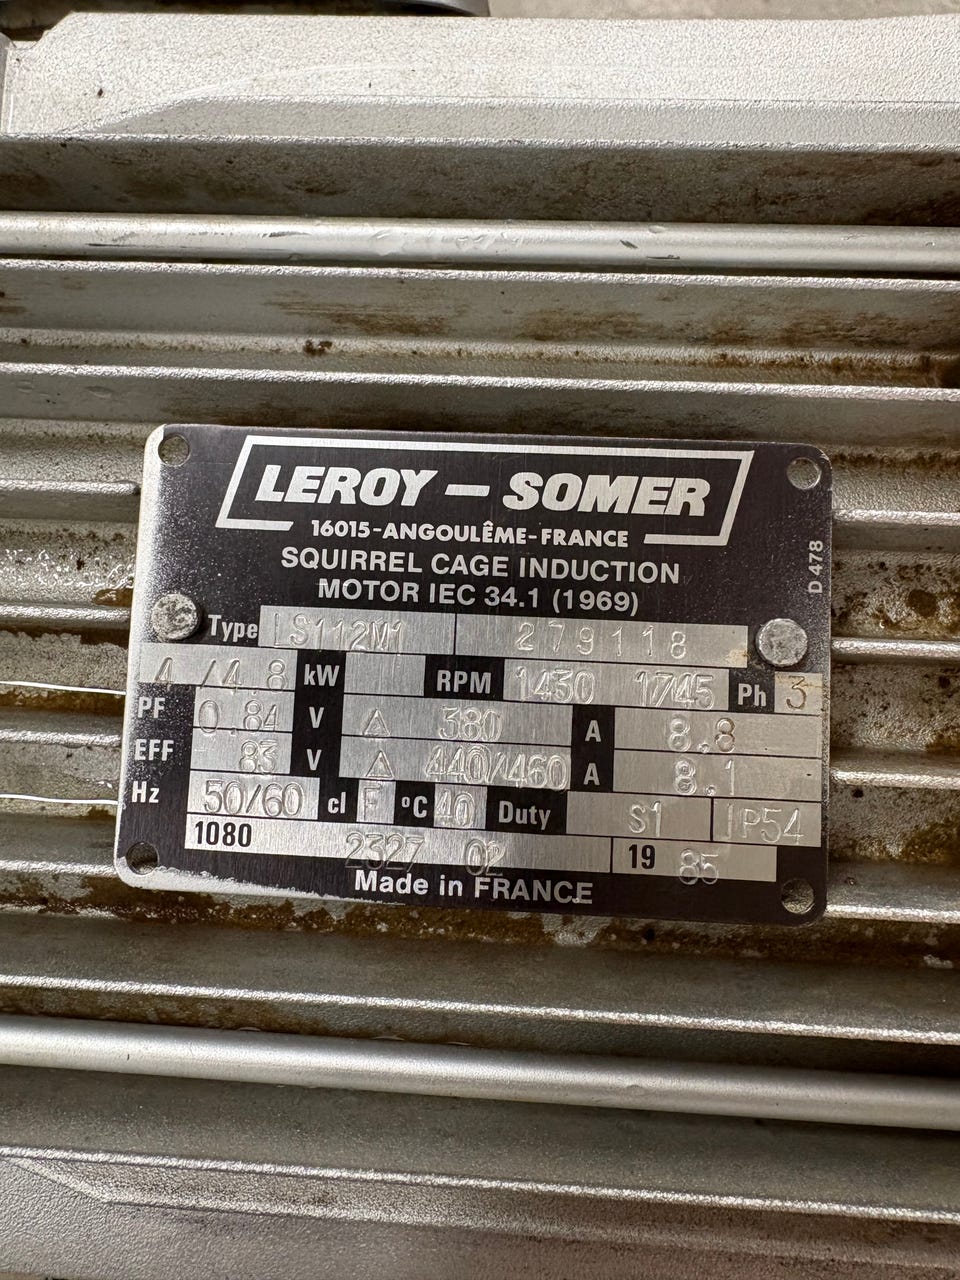 LEROY – SOMER
16015-ANGOULÊME-FRANCE
SQUIRREL CAGE INDUCTION
MOTOR IEC 34.1 (1969)
D478
Type LS112M1 279118
4 /4.8 kW RPM 1430 1745 Ph 3
PF 0.84 V △ 380 A 8.8
EFF 83 V △ 440/460 A 8.1
Hz 50/60 cl F °C 40 Duty S1 IP54
1080 2327 02 19 85
Made in FRANCE